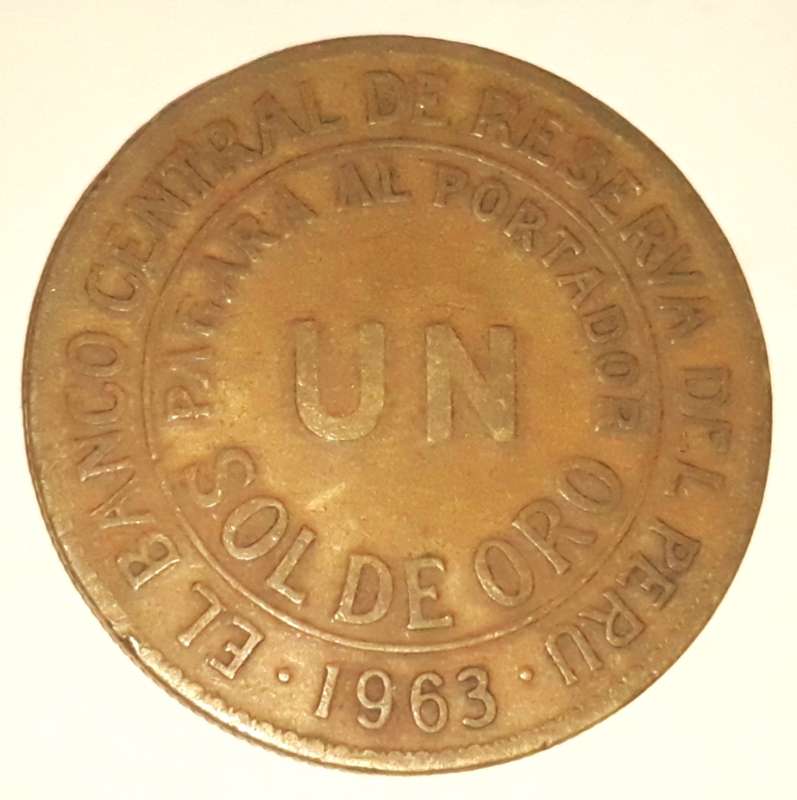 EL BANCO CENTRAL DE RESERVA DEL PERU
PAGARA AL PORTADOR
UN
SOL DE ORO
· 1963 ·